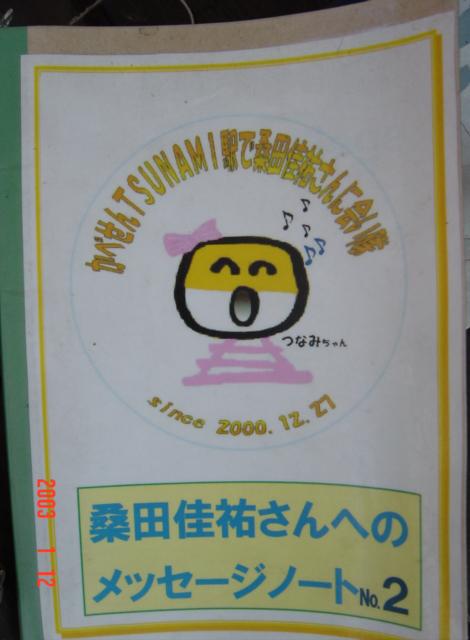 かべせんTSUNAMI駅で桑田佳祐さんに会い隊
つなみちゃん
since 2000.12.27
桑田佳祐さんへの
メッセージノートNo.2
2003 1 12